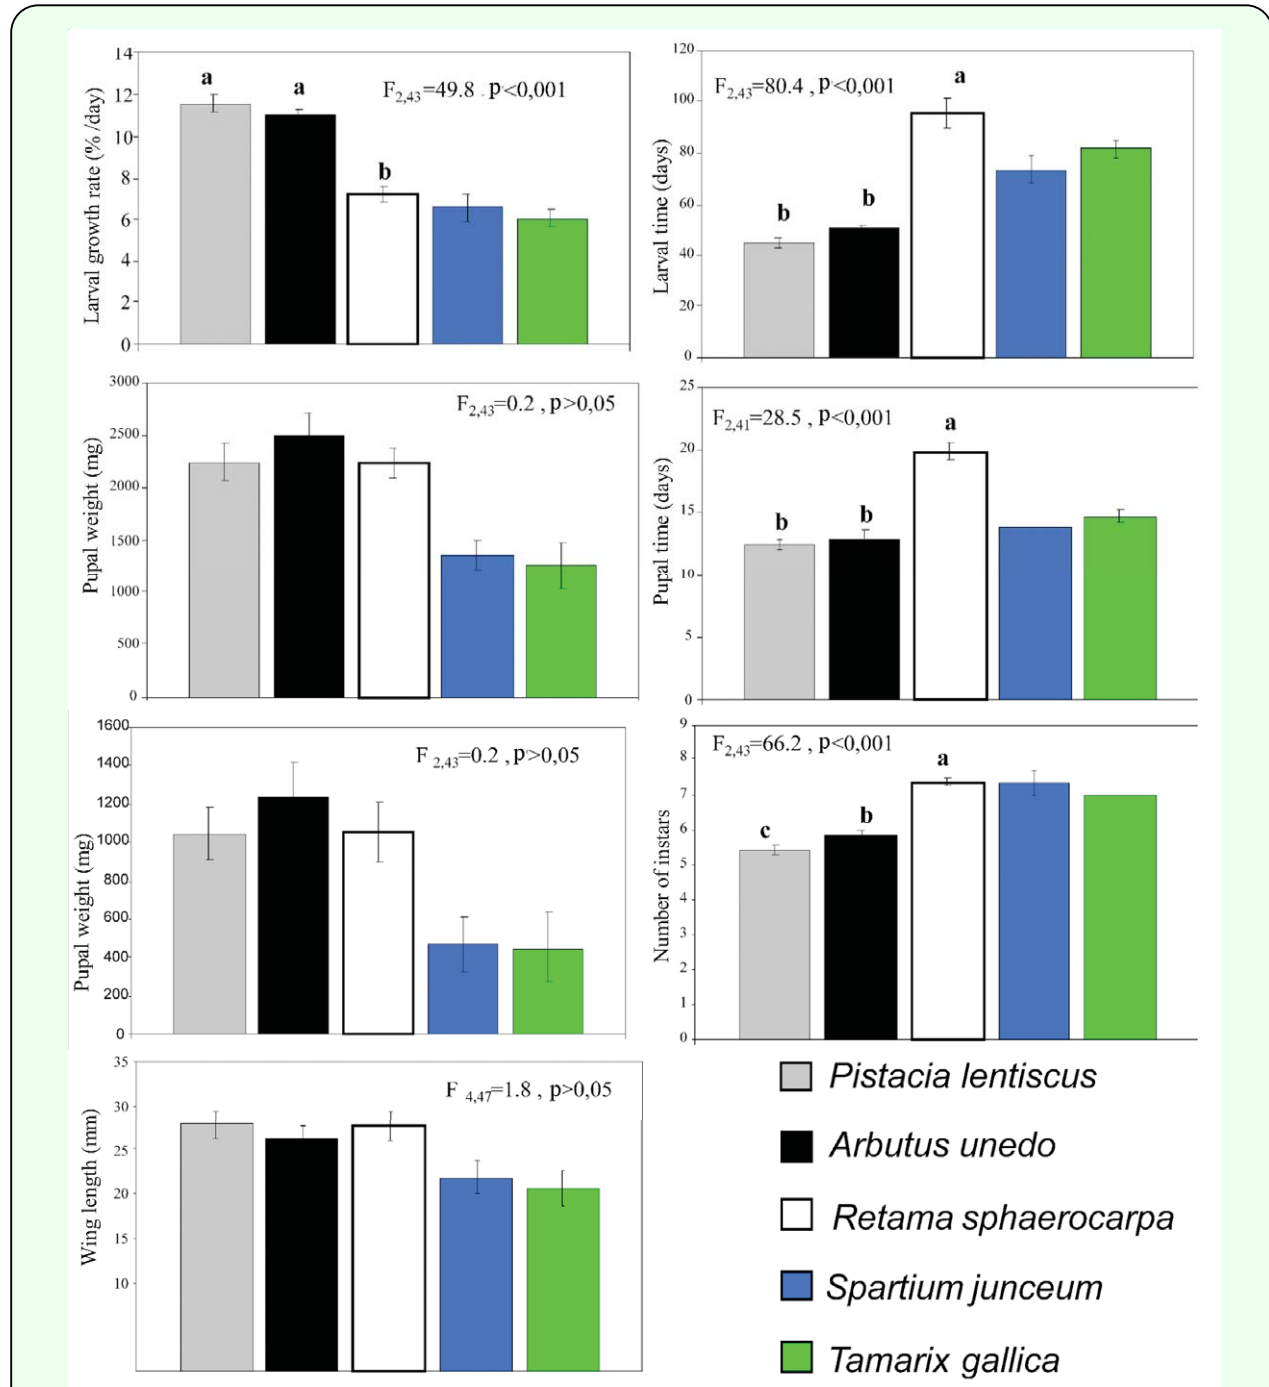 14
12
10
8
6
4
2
0
Larval growth rate (% /day)
a
a
b
F2,43=49.8 . p<0,001
120
100
80
60
40
20
0
Larval time (days)
F2,43=80.4 , p<0,001
b
b
a
3000
2500
2000
1500
1000
500
0
Pupal weight (mg)
F2,43=0.2 , p>0,05
25
20
15
10
5
0
Pupal time (days)
F2,41=28.5 , p<0,001
b
b
a
1600
1400
1200
1000
800
600
400
200
0
Pupal weight (mg)
F 2,43=0.2 , p>0,05
9
8
7
6
5
4
3
2
1
0
Number of instars
F2,43=66.2 , p<0,001
c
b
a
35
30
25
20
15
10
Wing length (mm)
F 4,47=1.8 , p>0,05
Pistacia lentiscus
Arbutus unedo
Retama sphaerocarpa
Spartium junceum
Tamarix gallica